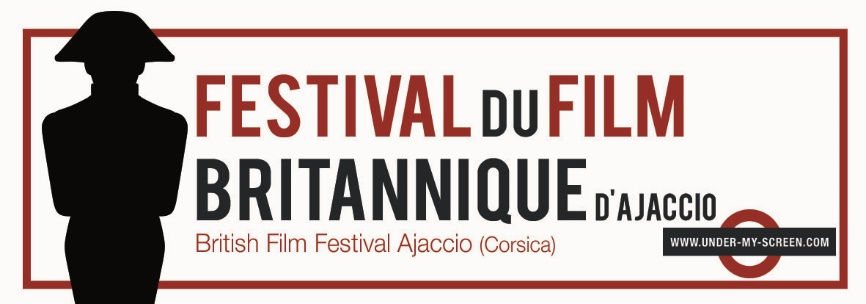 FESTIVAL DU FILM
BRITANNIQUE D'AJACCIO
British Film Festival Ajaccio (Corsica)
WWW.UNDER-MY-SCREEN.COM